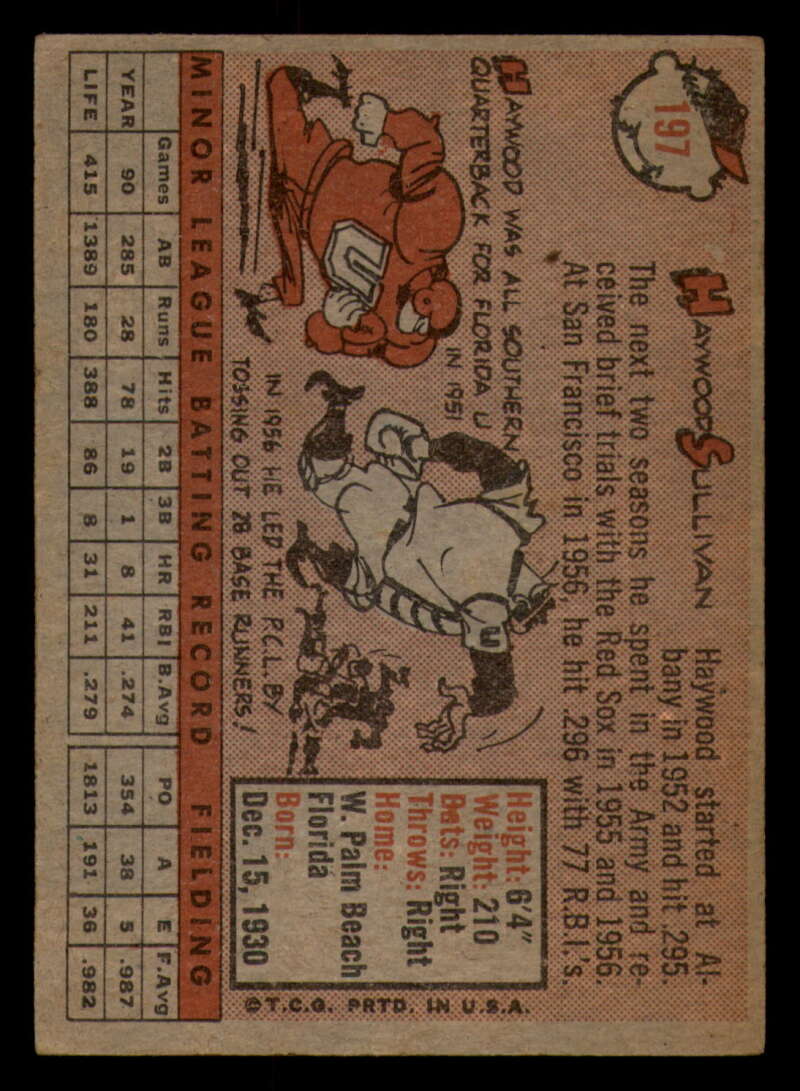 197
HAYWOOD SULLIVAN
Haywood started at Al-
bany in 1952 and hit .295.
The next two seasons he spent in the Army and re-
ceived brief trials with the Red Sox in 1955 and 1956.
At San Francisco in 1956, he hit .296 with 77 R.B.I.'s.
HAYWOOD WAS ALL SOUTHERN
QUARTERBACK FOR FLORIDA U
IN 1951
U
U
IN 1956 HE LED THE P.C.L. BY
TOSSING OUT 28 BASE RUNNERS!
Height: 6'4"
Weight: 210
Bats: Right
Throws: Right
Home:
W. Palm Beach
Florida
Born:
Dec. 15, 1930
©T.C.G. PRTD. IN U.S.A.
MINOR LEAGUE BATTING RECORD FIELDING
Games AB Runs Hits 2B 3B HR RBI B.Avg PO A E F.Avg
YEAR 90 285 28 78 19 1 8 41 .274 354 38 5 .987
LIFE 415 1389 180 388 86 8 31 211 .279 1813 191 36 .982